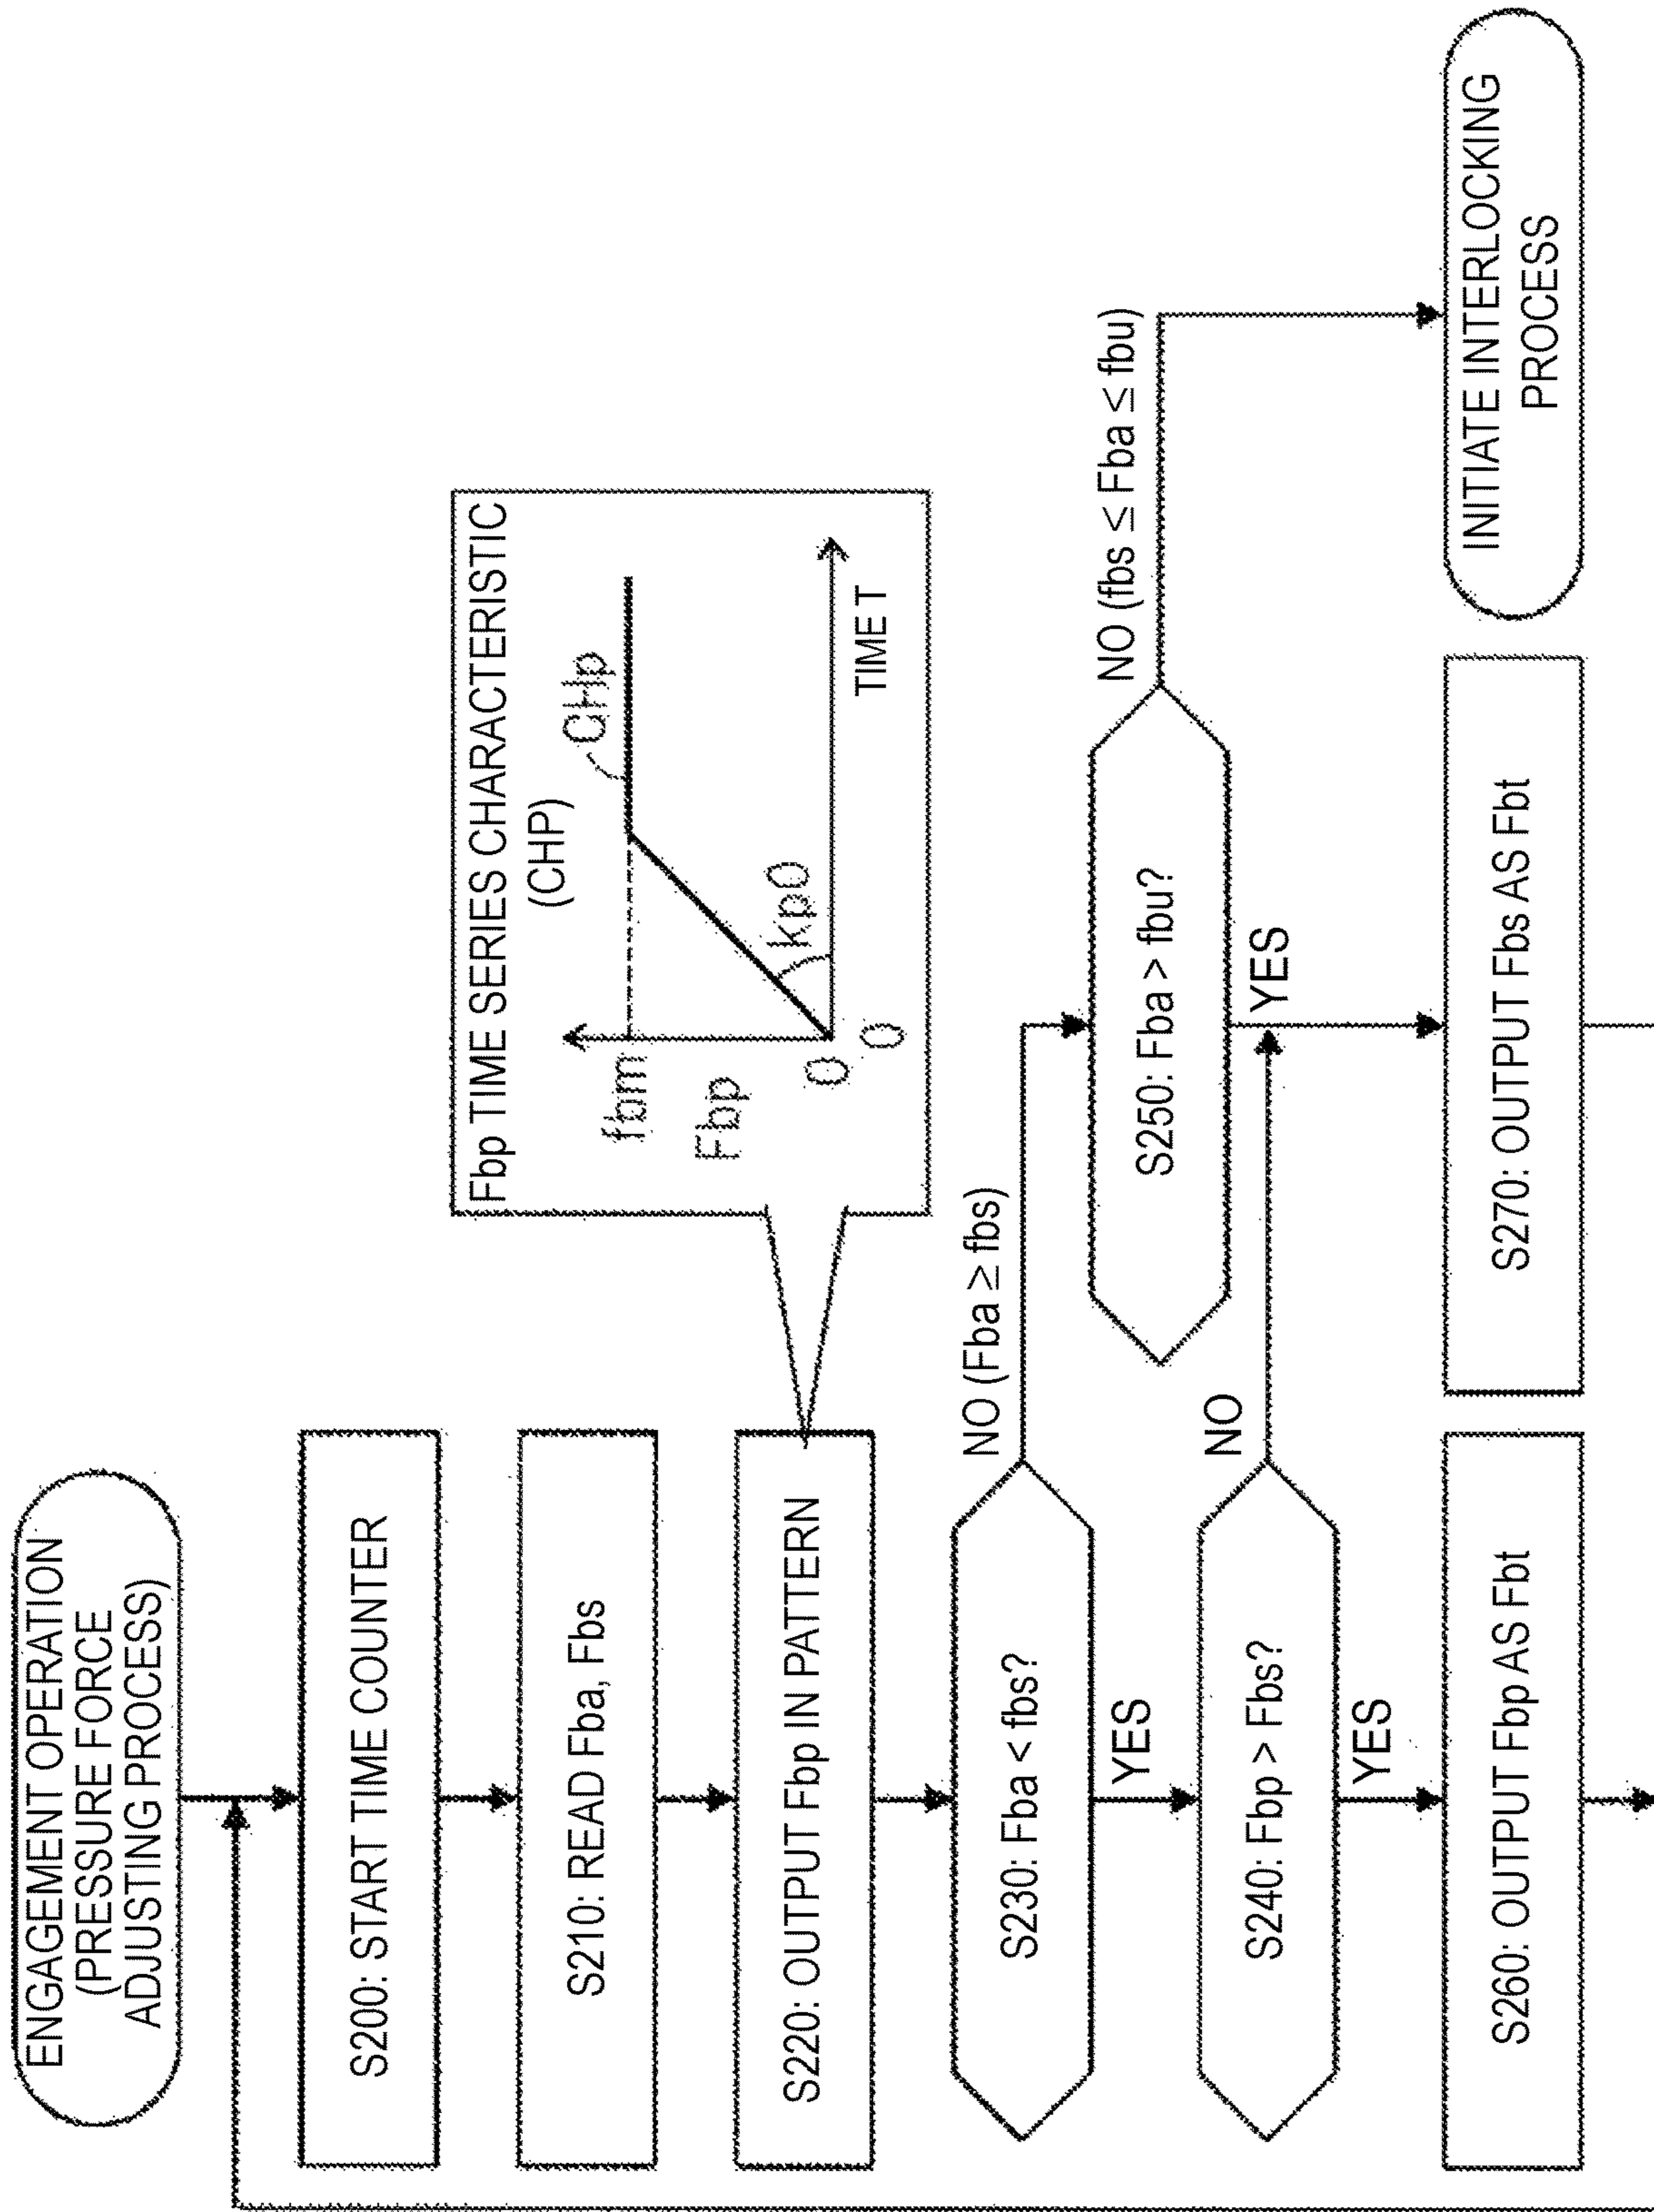 ENGAGEMENT OPERATION
(PRESSURE FORCE
ADJUSTING PROCESS)
S200: START TIME COUNTER
S210: READ Fba, Fbs
S220: OUTPUT Fbp IN PATTERN
Fbp TIME SERIES CHARACTERISTIC
(CHP)
fbm
CHp
Fbp
kp0
0
0
TIME T
S230: Fba < fbs?
NO (Fba ≥ fbs)
YES
S250: Fba > fbu?
NO (fbs ≤ Fba ≤ fbu)
YES
S240: Fbp > Fbs?
NO
YES
S260: OUTPUT Fbp AS Fbt
S270: OUTPUT Fbs AS Fbt
INITIATE INTERLOCKING
PROCESS